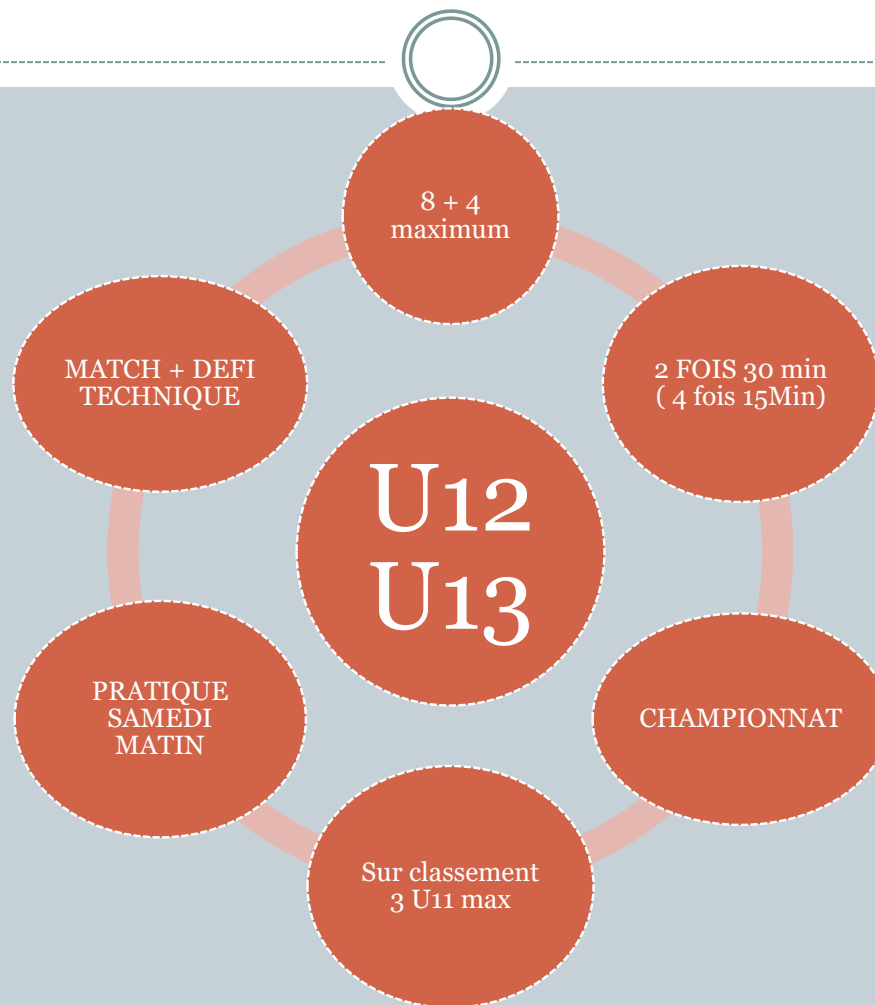 8 + 4
maximum
2 FOIS 30 min
( 4 fois 15Min)
CHAMPIONNAT
Sur classement
3 U11 max
PRATIQUE
SAMEDI
MATIN
MATCH + DEFI
TECHNIQUE
U12
U13